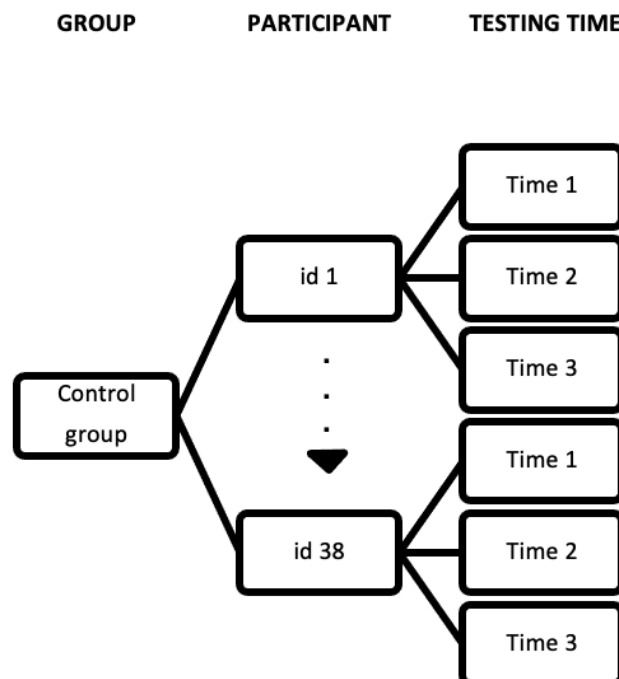 GROUP PARTICIPANT TESTING TIME
Time 1
id 1
Time 2
Time 3
Control
group
Time 1
id 38
Time 2
Time 3